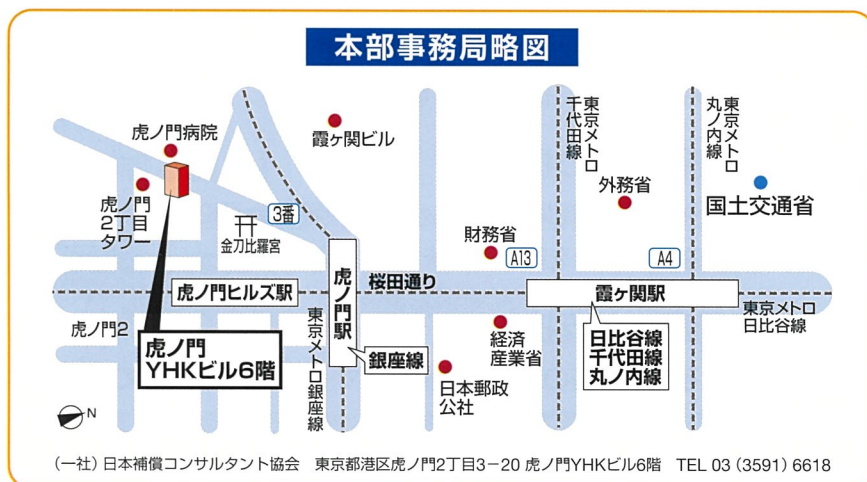 本部事務局略図
虎ノ門病院
霞ヶ関ビル
東京メトロ
千代田線
東京メトロ
丸ノ内線
外務省
国土交通省
虎ノ門
2丁目
タワー
3番
金刀比羅宮
財務省
A13
A4
虎ノ門ヒルズ駅
虎ノ門駅
桜田通り
霞ヶ関駅
東京メトロ
日比谷線
虎ノ門2
虎ノ門
YHKビル6階
東京メトロ銀座線
銀座線
経済
産業省
日比谷線
千代田線
丸ノ内線
日本郵政
公社
N
(一社)日本補償コンサルタント協会 東京都港区虎ノ門2丁目3−20 虎ノ門YHKビル6階 TEL 03(3591)6618